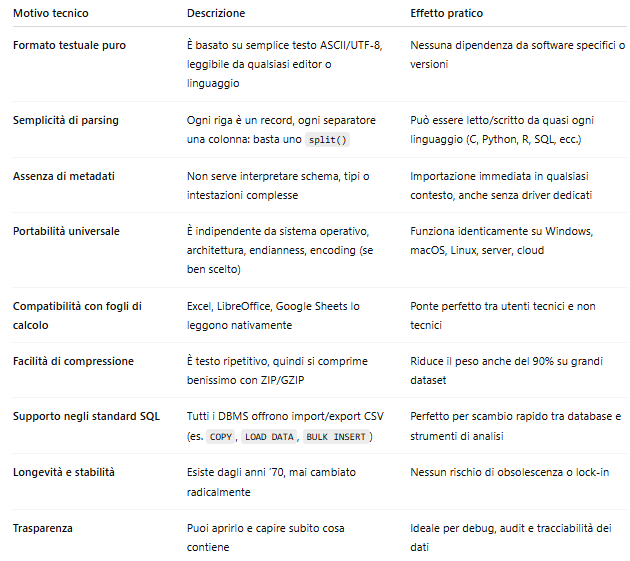 Motivo tecnico Descrizione Effetto pratico
Formato testuale puro È basato su semplice testo ASCII/UTF-8, Nessuna dipendenza da software specifici o
leggibile da qualsiasi editor o versioni
linguaggio
Semplicità di parsing Ogni riga è un record, ogni separatore Può essere letto/scritto da quasi ogni
una colonna: basta uno split() linguaggio (C, Python, R, SQL, ecc.)
Assenza di metadati Non serve interpretare schema, tipi o Importazione immediata in qualsiasi
intestazioni complesse contesto, anche senza driver dedicati
Portabilità universale È indipendente da sistema operativo, Funziona identicamente su Windows,
architettura, endianness, encoding (se macOS, Linux, server, cloud
ben scelto)
Compatibilità con fogli di Excel, LibreOffice, Google Sheets lo Ponte perfetto tra utenti tecnici e non
calcolo leggono nativamente tecnici
Facilità di compressione È testo ripetitivo, quindi si comprime Riduce il peso anche del 90% su grandi
benissimo con ZIP/GZIP dataset
Supporto negli standard SQL Tutti i DBMS offrono import/export CSV Perfetto per scambio rapido tra database e
(es. COPY, LOAD DATA, BULK INSERT) strumenti di analisi
Longevità e stabilità Esiste dagli anni ’70, mai cambiato Nessun rischio di obsolescenza o lock-in
radicalmente
Trasparenza Puoi aprirlo e capire subito cosa Ideale per debug, audit e tracciabilità dei
contiene dati